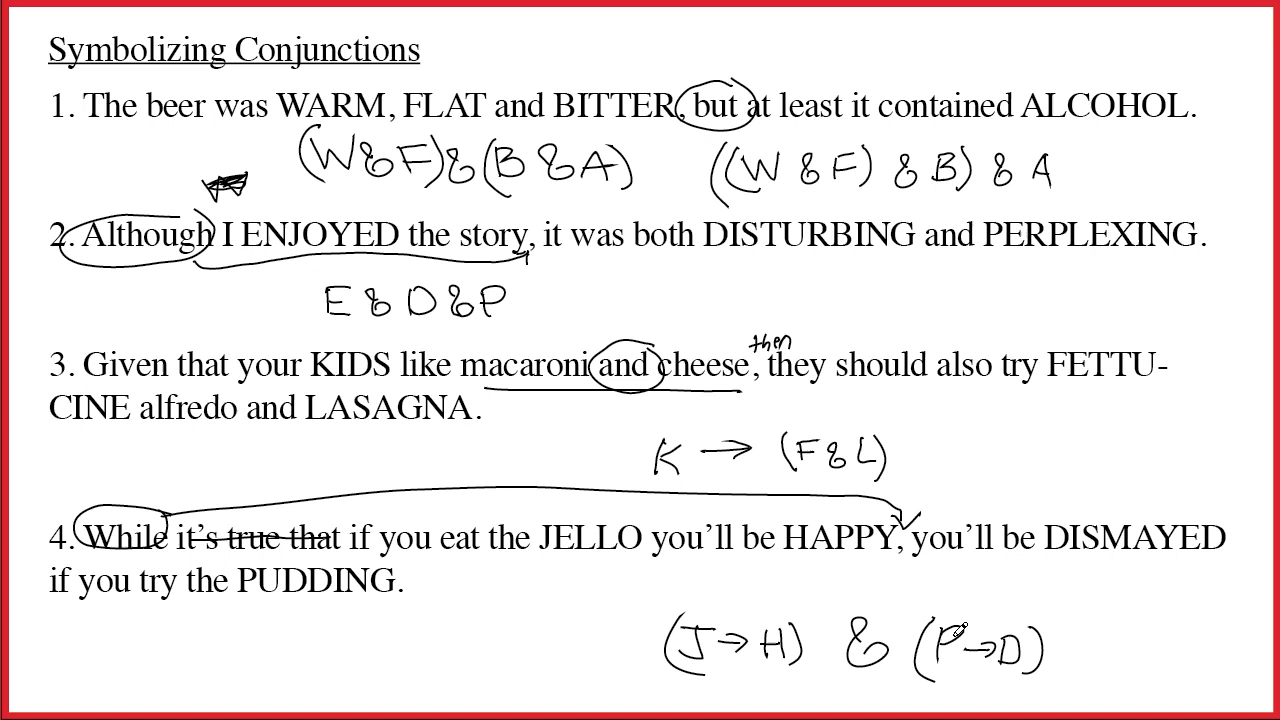 Symbolizing Conjunctions
1. The beer was WARM, FLAT and BITTER, but at least it contained ALCOHOL.
(W & F) & (B & A) ((W & F) & B) & A
2. Although I ENJOYED the story, it was both DISTURBING and PERPLEXING.
E & D & P
then
3. Given that your KIDS like macaroni and cheese, they should also try FETTU-
CINE alfredo and LASAGNA.
K → (F & L)
4. While it's true that if you eat the JELLO you'll be HAPPY, you'll be DISMAYED
if you try the PUDDING.
(J → H) & (P → D)